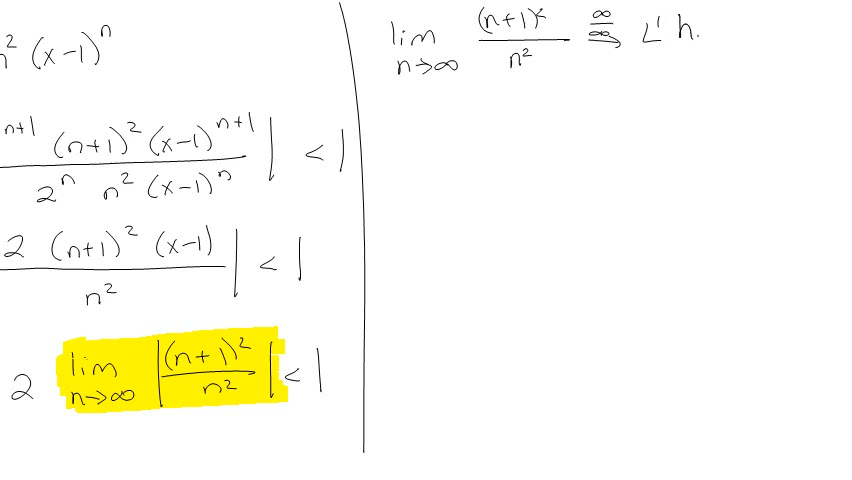 n² (x-1)ⁿ
n+1 (n+1)² (x-1)ⁿ⁺¹ | < 1
2ⁿ n² (x-1)ⁿ
2 (n+1)² (x-1) | < 1
n²
2 lim n→∞ |(n+1)² / n²| < 1
lim n→∞ (n+1)² / n² ∞/∞ ⇒ L'h.